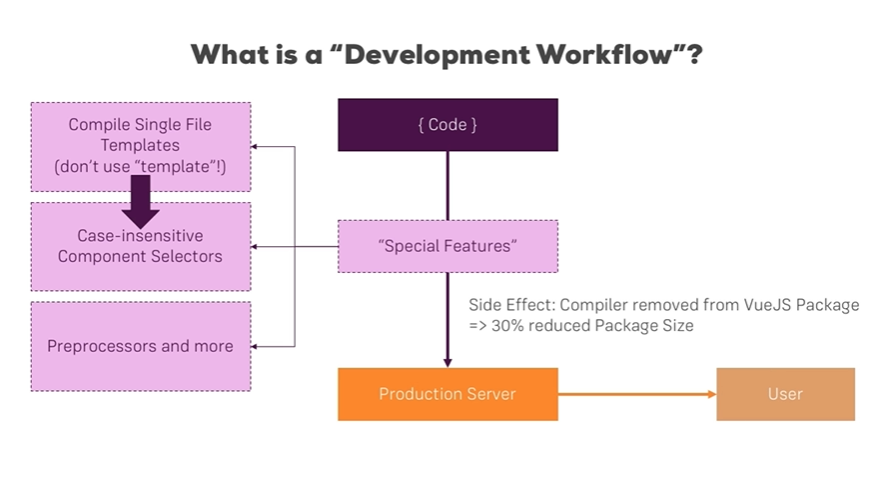 What is a “Development Workflow”?
Compile Single File
Templates
(don’t use “template”!)
{ Code }
Case-insensitive
Component Selectors
“Special Features”
Preprocessors and more
Side Effect: Compiler removed from VueJS Package
=> 30% reduced Package Size
Production Server
User